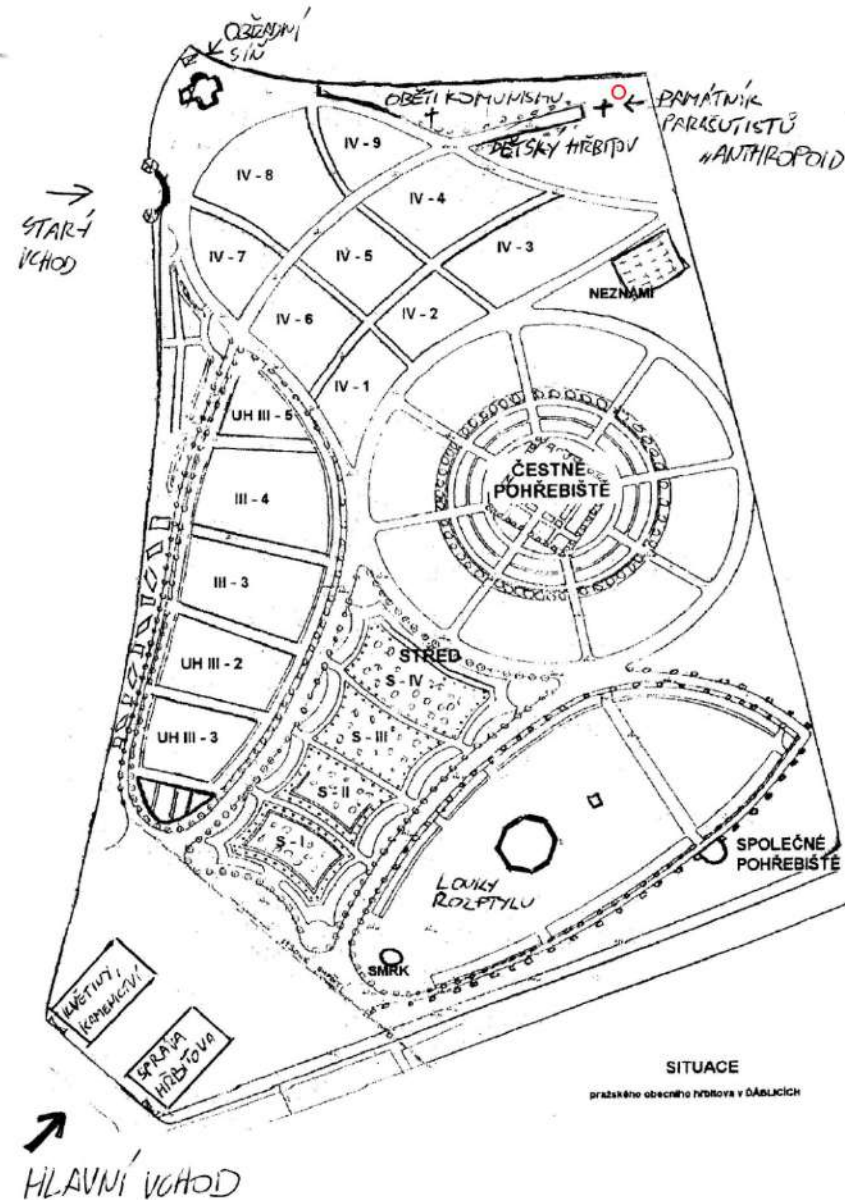 OBŘADNÍ
SÍŇ
OBĚTI KOMUNISMU
PAMÁTNÍK
PARAŠUTISTŮ
"ANTHROPOID
DĚTSKÝ HŘBITOV
STARÝ
VCHOD
IV - 9
IV - 8
IV - 4
IV - 7
IV - 5
IV - 3
NEZNÁMÍ
IV - 6
IV - 2
IV - 1
UH III - 5
ČESTNÉ
POHŘEBIŠTĚ
III - 4
III - 3
UH III - 2
UH III - 3
STŘED
S - IV
S - III
S - II
S - I
LOUKY
ROZPTYLU
SPOLEČNÉ
POHŘEBIŠTĚ
SMRK
KVĚTINY,
KAMENICTVÍ
SPRÁVA
HŘBITOVA
SITUACE
pražského obecního hřbitova v ĎÁBLICÍCH
HLAVNÍ VCHOD